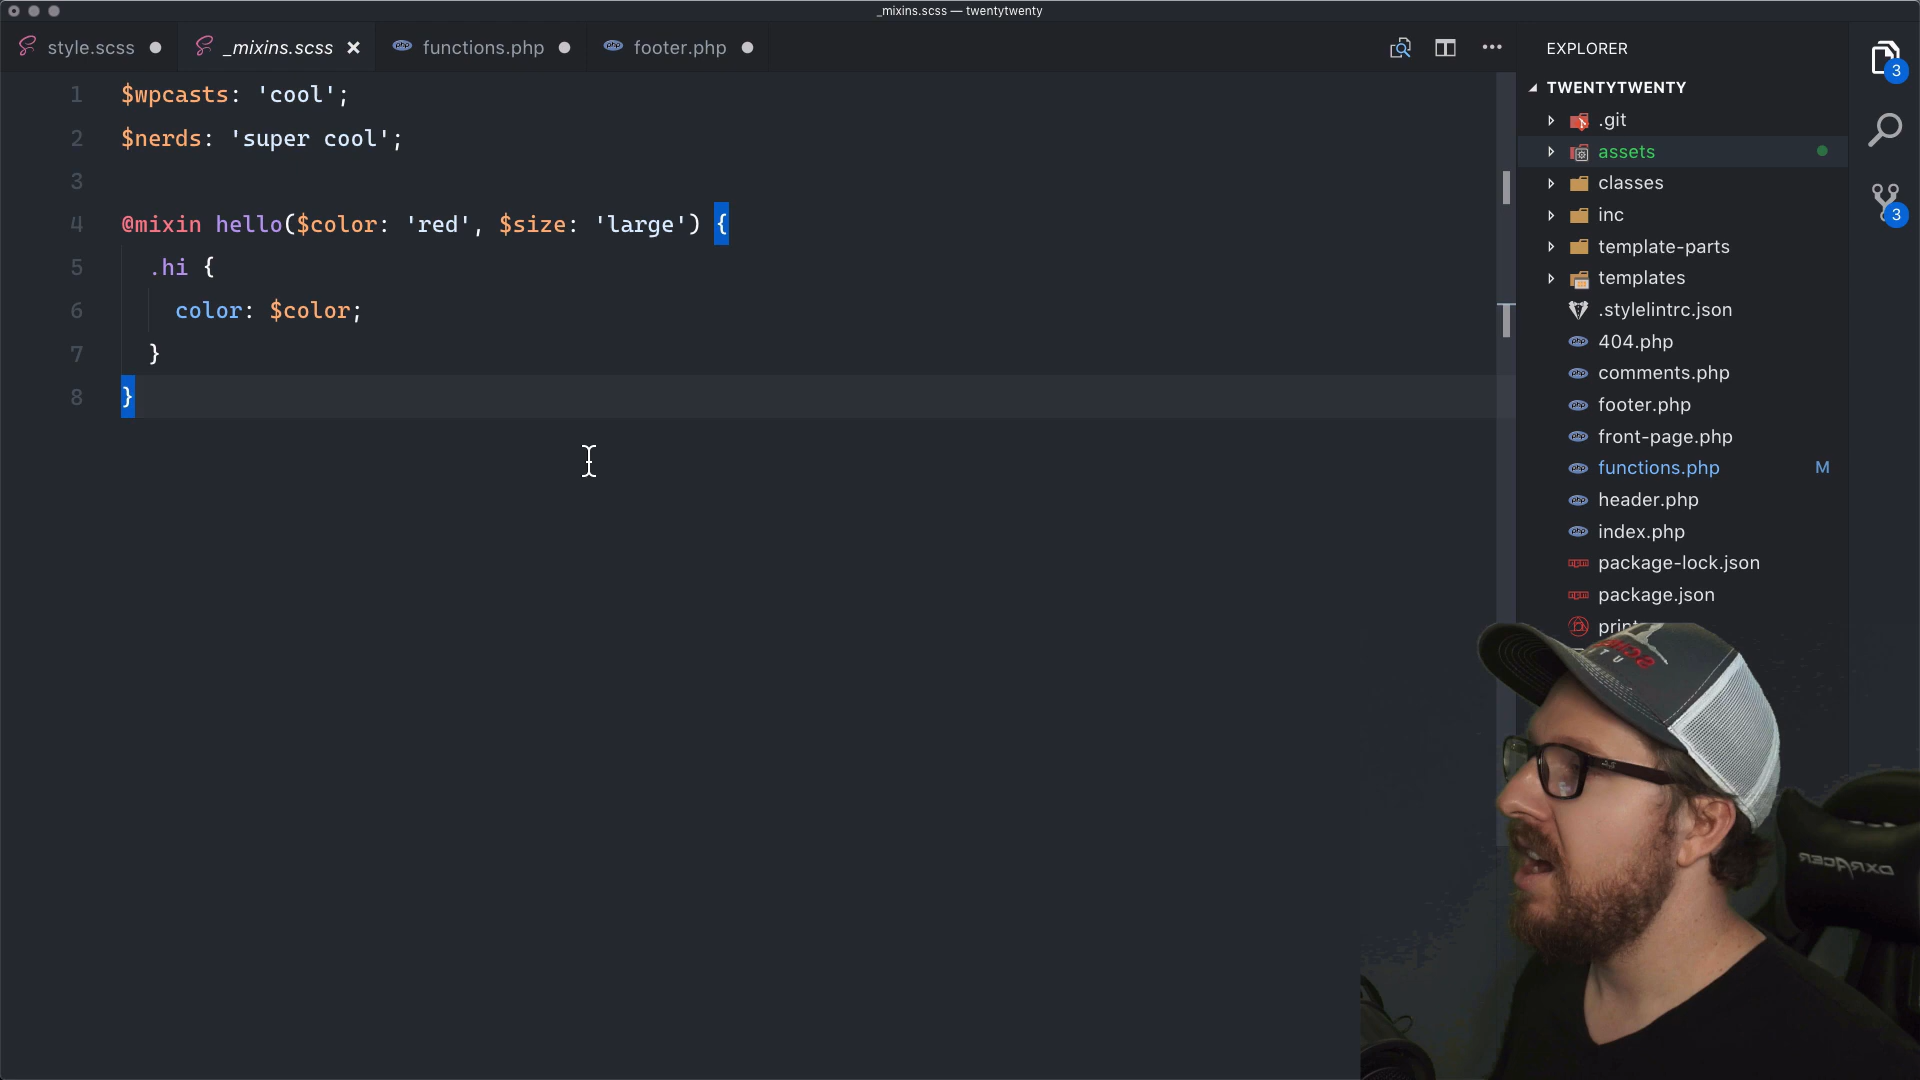 _mixins.scss — twentytwenty
style.scss
_mixins.scss
functions.php
footer.php
1 $wpcasts: 'cool';
2 $nerds: 'super cool';
3
4 @mixin hello($color: 'red', $size: 'large') {
5 .hi {
6 color: $color;
7 }
8 }
EXPLORER
TWENTYTWENTY
.git
assets
classes
inc
template-parts
templates
.stylelintrc.json
404.php
comments.php
footer.php
front-page.php
functions.php M
header.php
index.php
package-lock.json
package.json
3
3
DXRACER